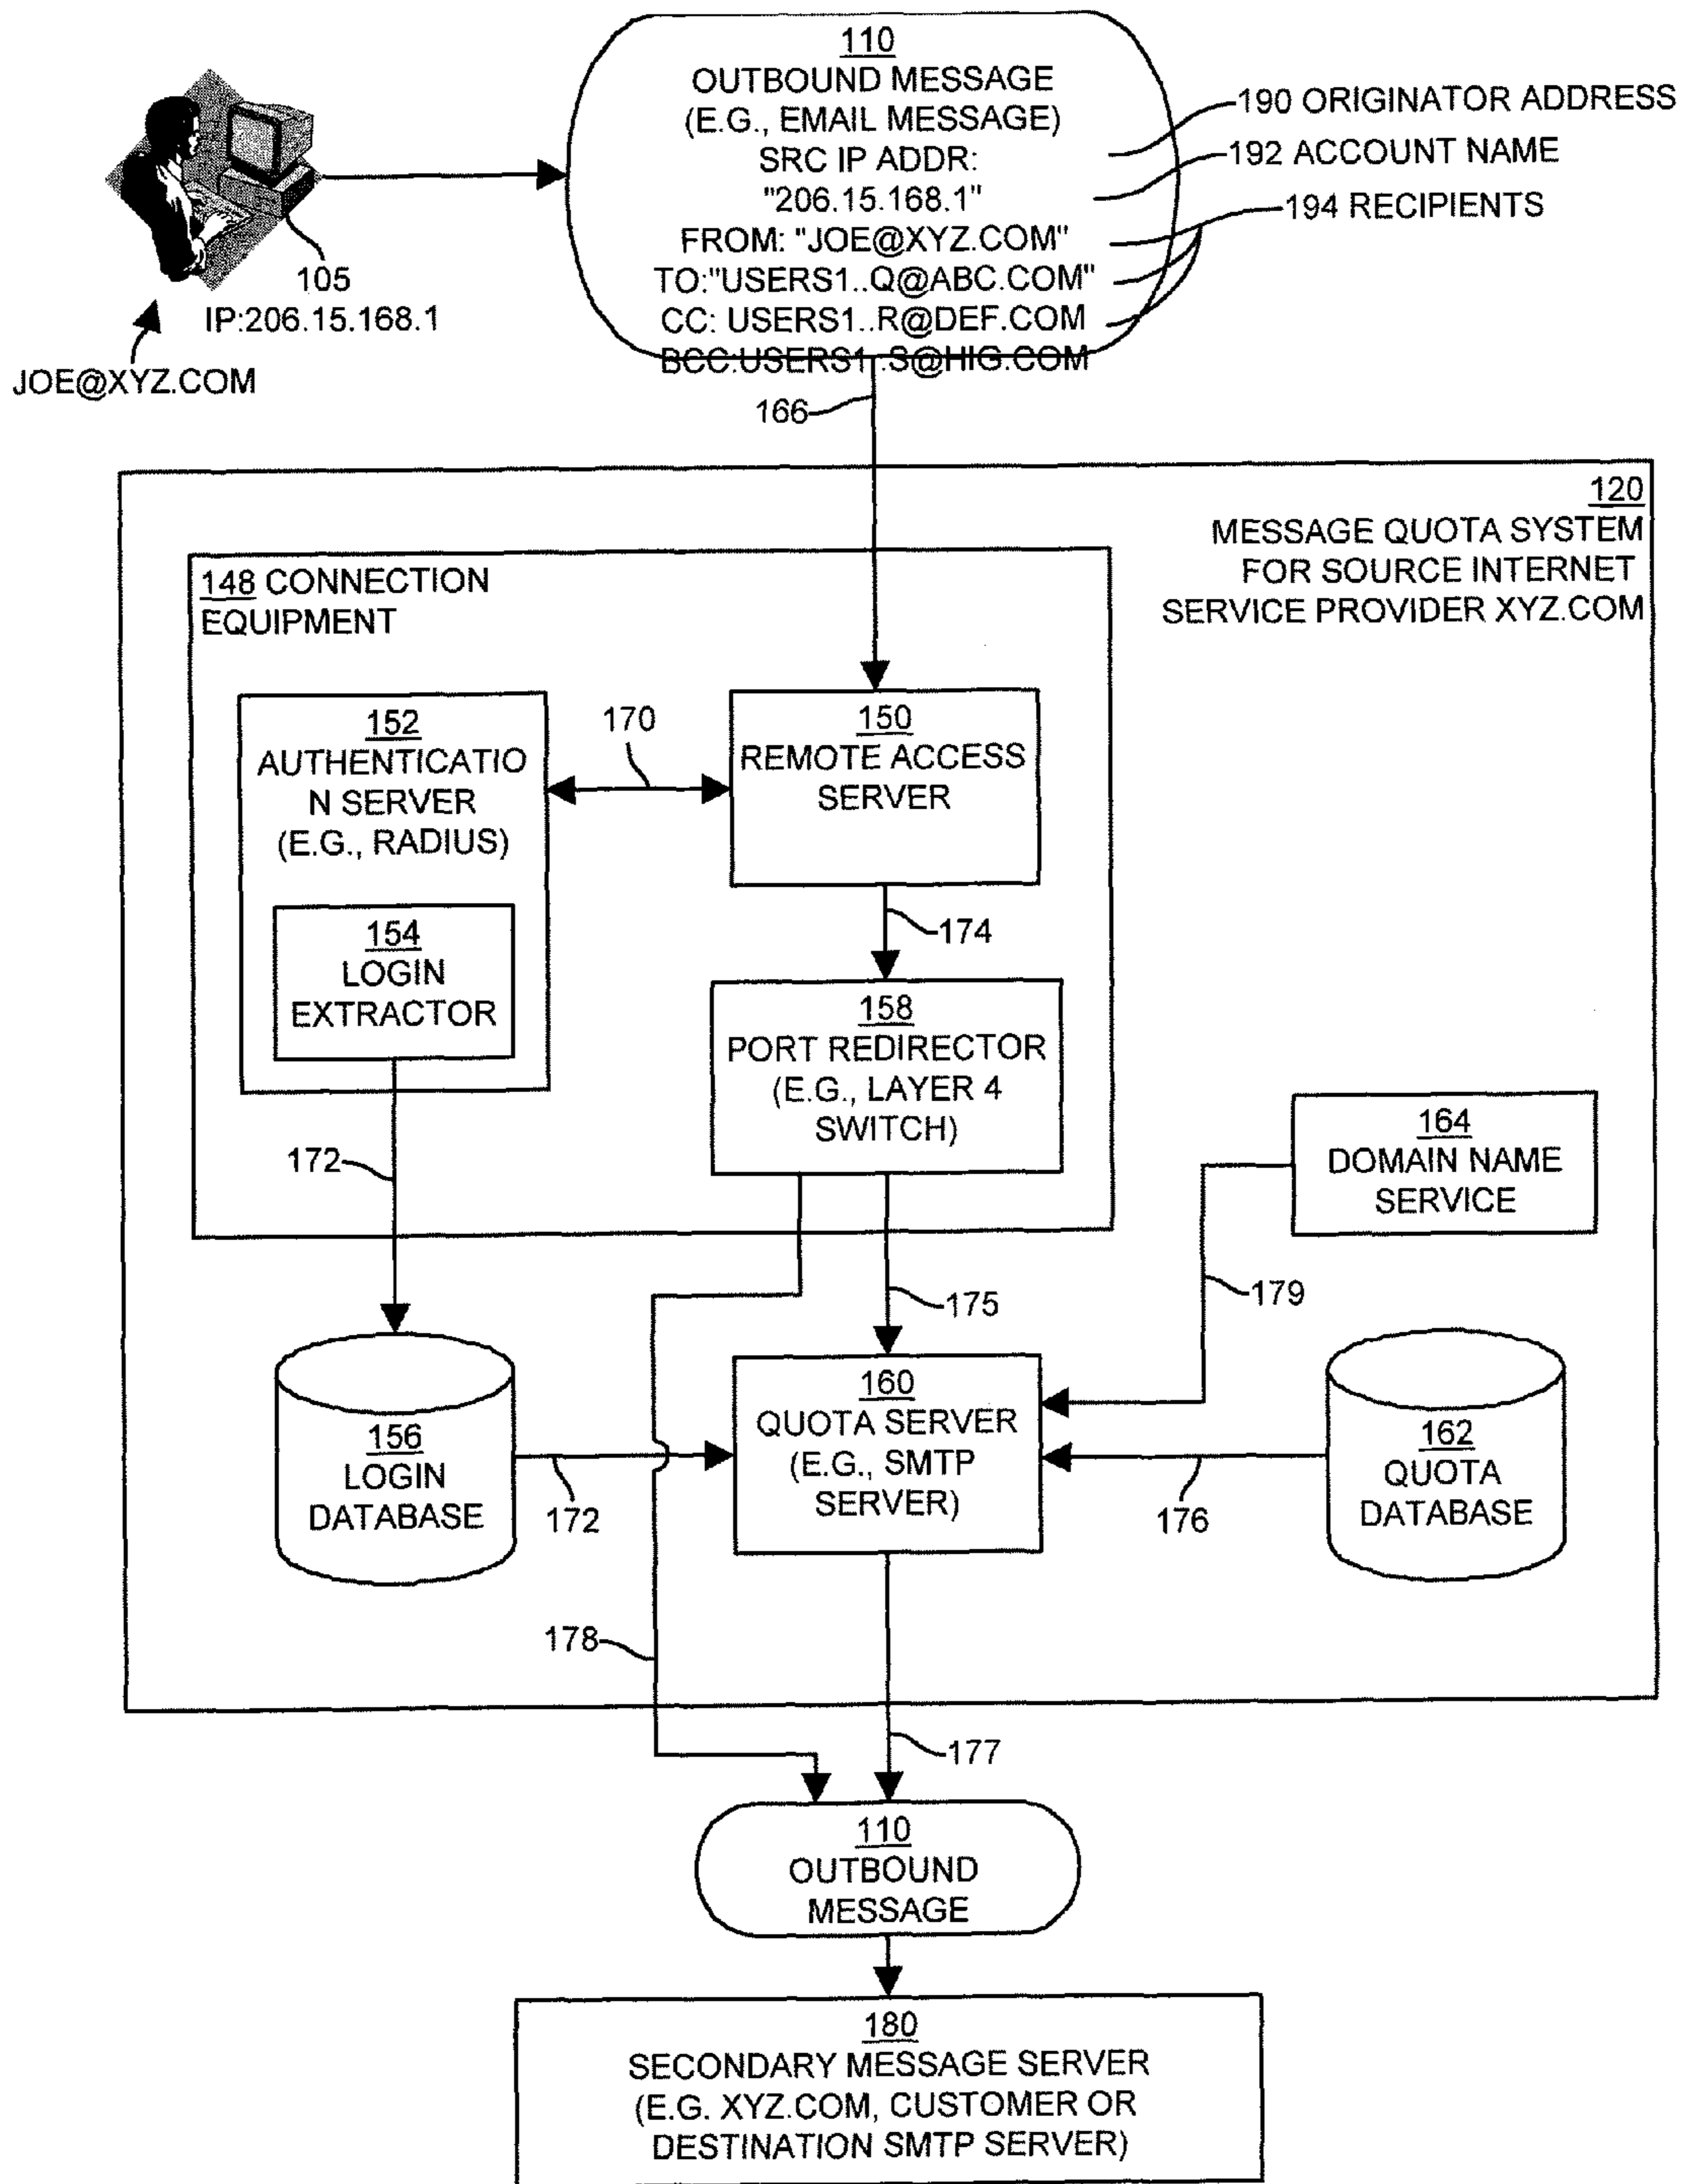 110
OUTBOUND MESSAGE
(E.G., EMAIL MESSAGE)
SRC IP ADDR:
"206.15.168.1"
FROM: "JOE@XYZ.COM"
TO:"USERS1..Q@ABC.COM"
CC: USERS1..R@DEF.COM
BCC:USERS1..S@HIG.COM
190 ORIGINATOR ADDRESS
192 ACCOUNT NAME
194 RECIPIENTS
105
IP:206.15.168.1
JOE@XYZ.COM
166
120
MESSAGE QUOTA SYSTEM
FOR SOURCE INTERNET
SERVICE PROVIDER XYZ.COM
148 CONNECTION
EQUIPMENT
152
AUTHENTICATIO
N SERVER
(E.G., RADIUS)
170
150
REMOTE ACCESS
SERVER
154
LOGIN
EXTRACTOR
174
158
PORT REDIRECTOR
(E.G., LAYER 4
SWITCH)
164
DOMAIN NAME
SERVICE
172
175
179
156
LOGIN
DATABASE
172
160
QUOTA SERVER
(E.G., SMTP
SERVER)
176
162
QUOTA
DATABASE
178
177
110
OUTBOUND
MESSAGE
180
SECONDARY MESSAGE SERVER
(E.G. XYZ.COM, CUSTOMER OR
DESTINATION SMTP SERVER)